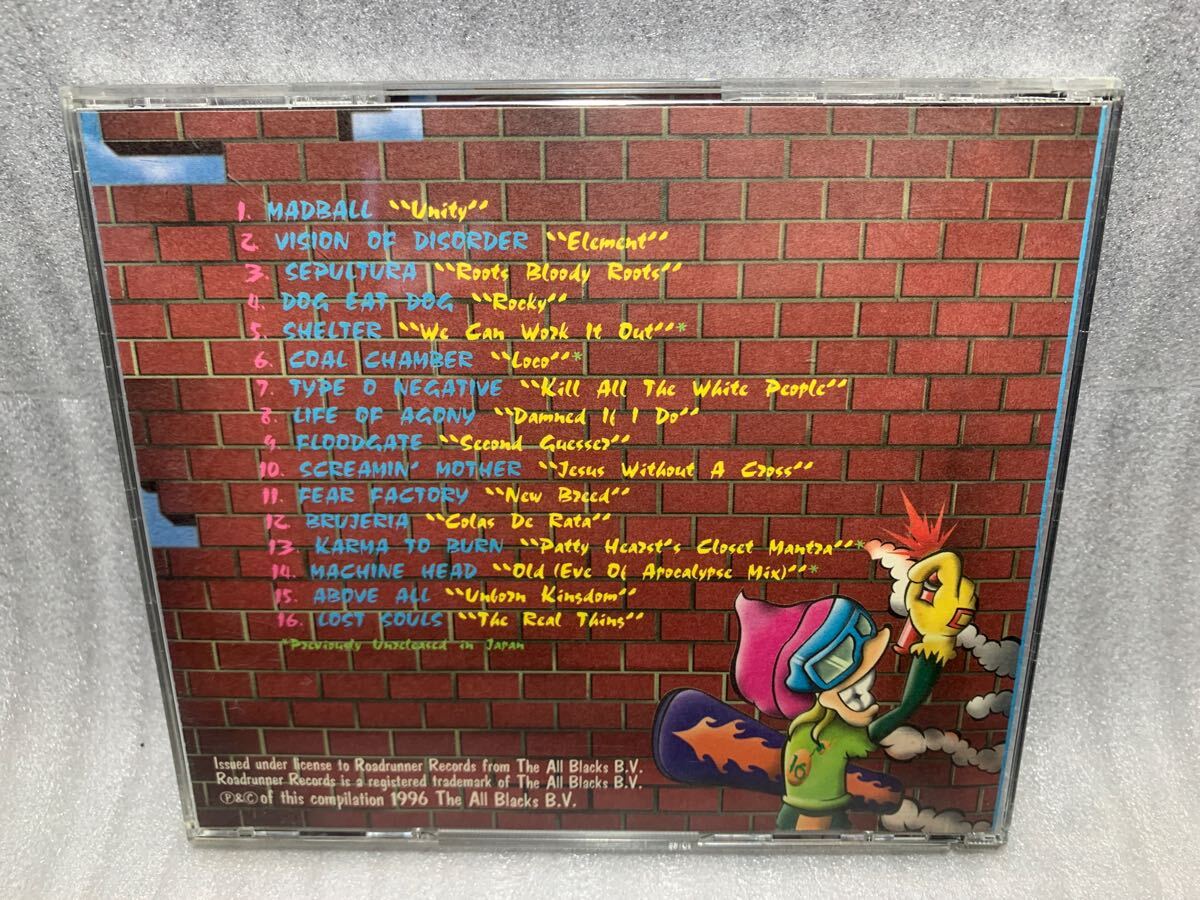 1. MADBALL "Unity"
2. VISION OF DISORDER "Element"
3. SEPULTURA "Roots Bloody Roots"
4. DOG EAT DOG "Rocky"
5. SHELTER "We Can Work It Out"*
6. COAL CHAMBER "Loco"*
7. TYPE O NEGATIVE "Kill All The White People"
8. LIFE OF AGONY "Damned If I Do"
9. FLOODGATE "Second Guesser"
10. SCREAMIN' MOTHER "Jesus Without A Cross"
11. FEAR FACTORY "New Breed"
12. BRUJERIA "Colas De Rata"
13. KARMA TO BURN "Patty Hearst's Closet Mantra"*
14. MACHINE HEAD "Old (Eve Of Apocalypse Mix)"*
15. ABOVE ALL "Unborn Kingdom"
16. LOST SOULS "The Real Thing"
*Previously Unreleased in Japan
16
Issued under license to Roadrunner Records from The All Blacks B.V.
Roadrunner Records is a registered trademark of The All Blacks B.V.
Ⓟ&© of this compilation 1996 The All Blacks B.V.